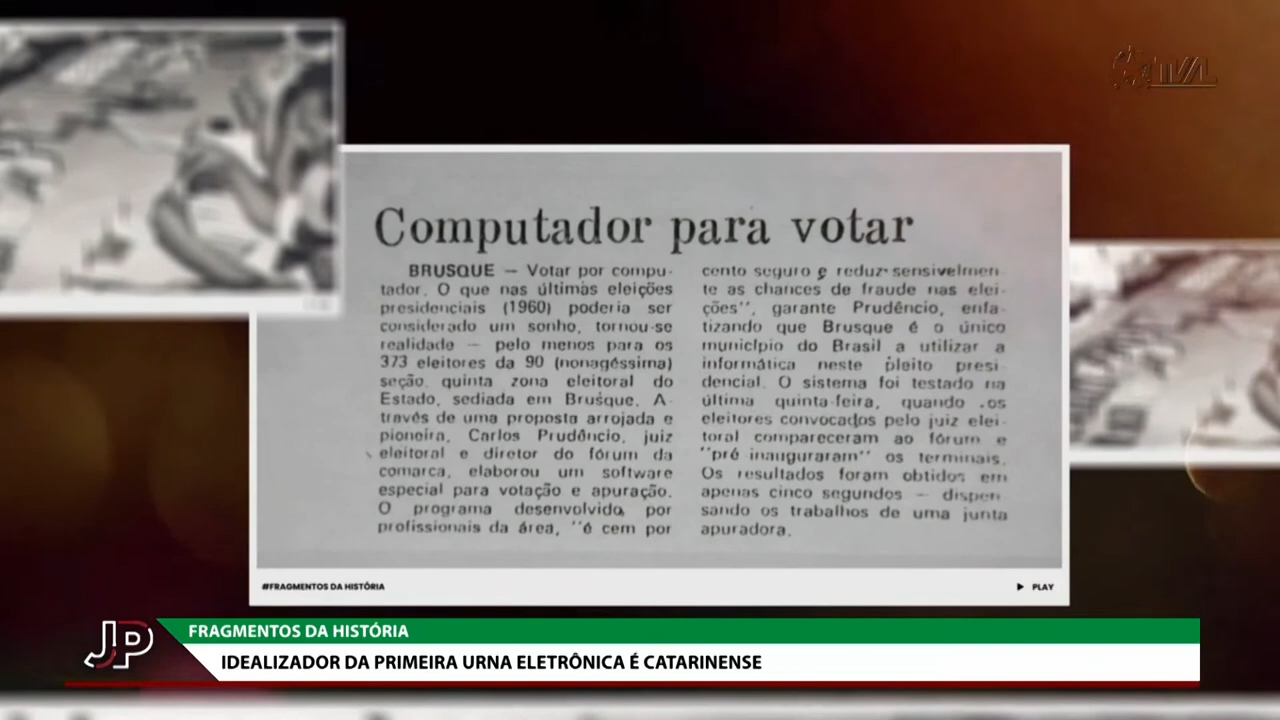 TVAL
Computador para votar
BRUSQUE — Votar por compu-
tador. O que nas últimas eleições
presidenciais (1960) poderia ser
considerado um sonho, tornou-se
realidade — pelo menos para os
373 eleitores da 90 (nonagéssima)
seção, quinta zona eleitoral do
Estado, sediada em Brusque. A-
través de uma proposta arrojada e
pioneira, Carlos Prudêncio, juiz
eleitoral e diretor do fórum da
comarca, elaborou um software
especial para votação e apuração.
O programa desenvolvido, por
profissionais da área, "é cem por
cento seguro e reduz sensivelmen-
te as chances de fraude nas elei-
ções", garante Prudêncio, enfa-
tizando que Brusque é o único
município do Brasil a utilizar a
informática neste pleito presi-
dencial. O sistema foi testado na
última quinta-feira, quando os
eleitores convocados pelo juiz elei-
toral compareceram ao fórum e
"pré inauguraram" os terminais.
Os resultados foram obtidos em
apenas cinco segundos — dispen-
sando os trabalhos de uma junta
apuradora.
#FRAGMENTOS DA HISTÓRIA
PLAY
JP
FRAGMENTOS DA HISTÓRIA
IDEALIZADOR DA PRIMEIRA URNA ELETRÔNICA É CATARINENSE